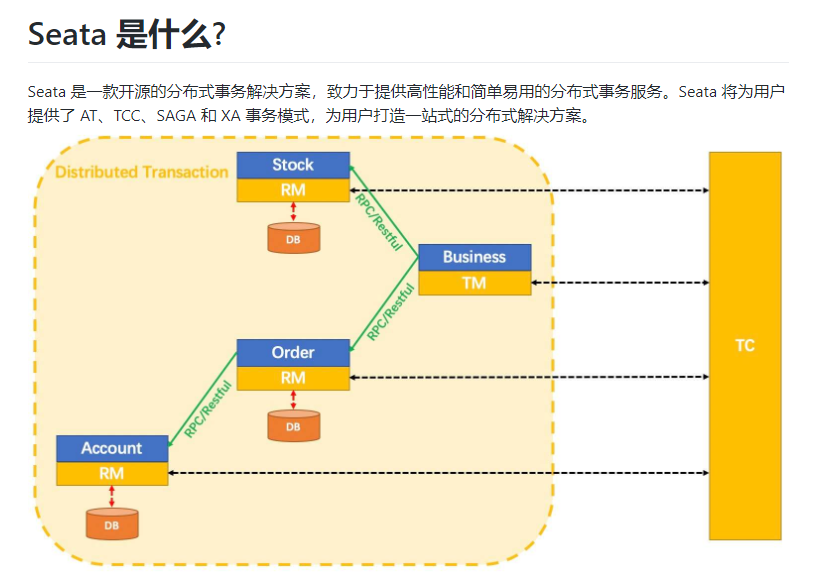 Seata 是什么?
Seata 是一款开源的分布式事务解决方案，致力于提供高性能和简单易用的分布式事务服务。Seata 将为用户
提供了 AT、TCC、SAGA 和 XA 事务模式，为用户打造一站式的分布式解决方案。
Distributed Transaction
Stock
RM
DB
RPC/Restful
Business
TM
RPC/Restful
Order
RM
DB
TC
RPC/Restful
Account
RM
DB